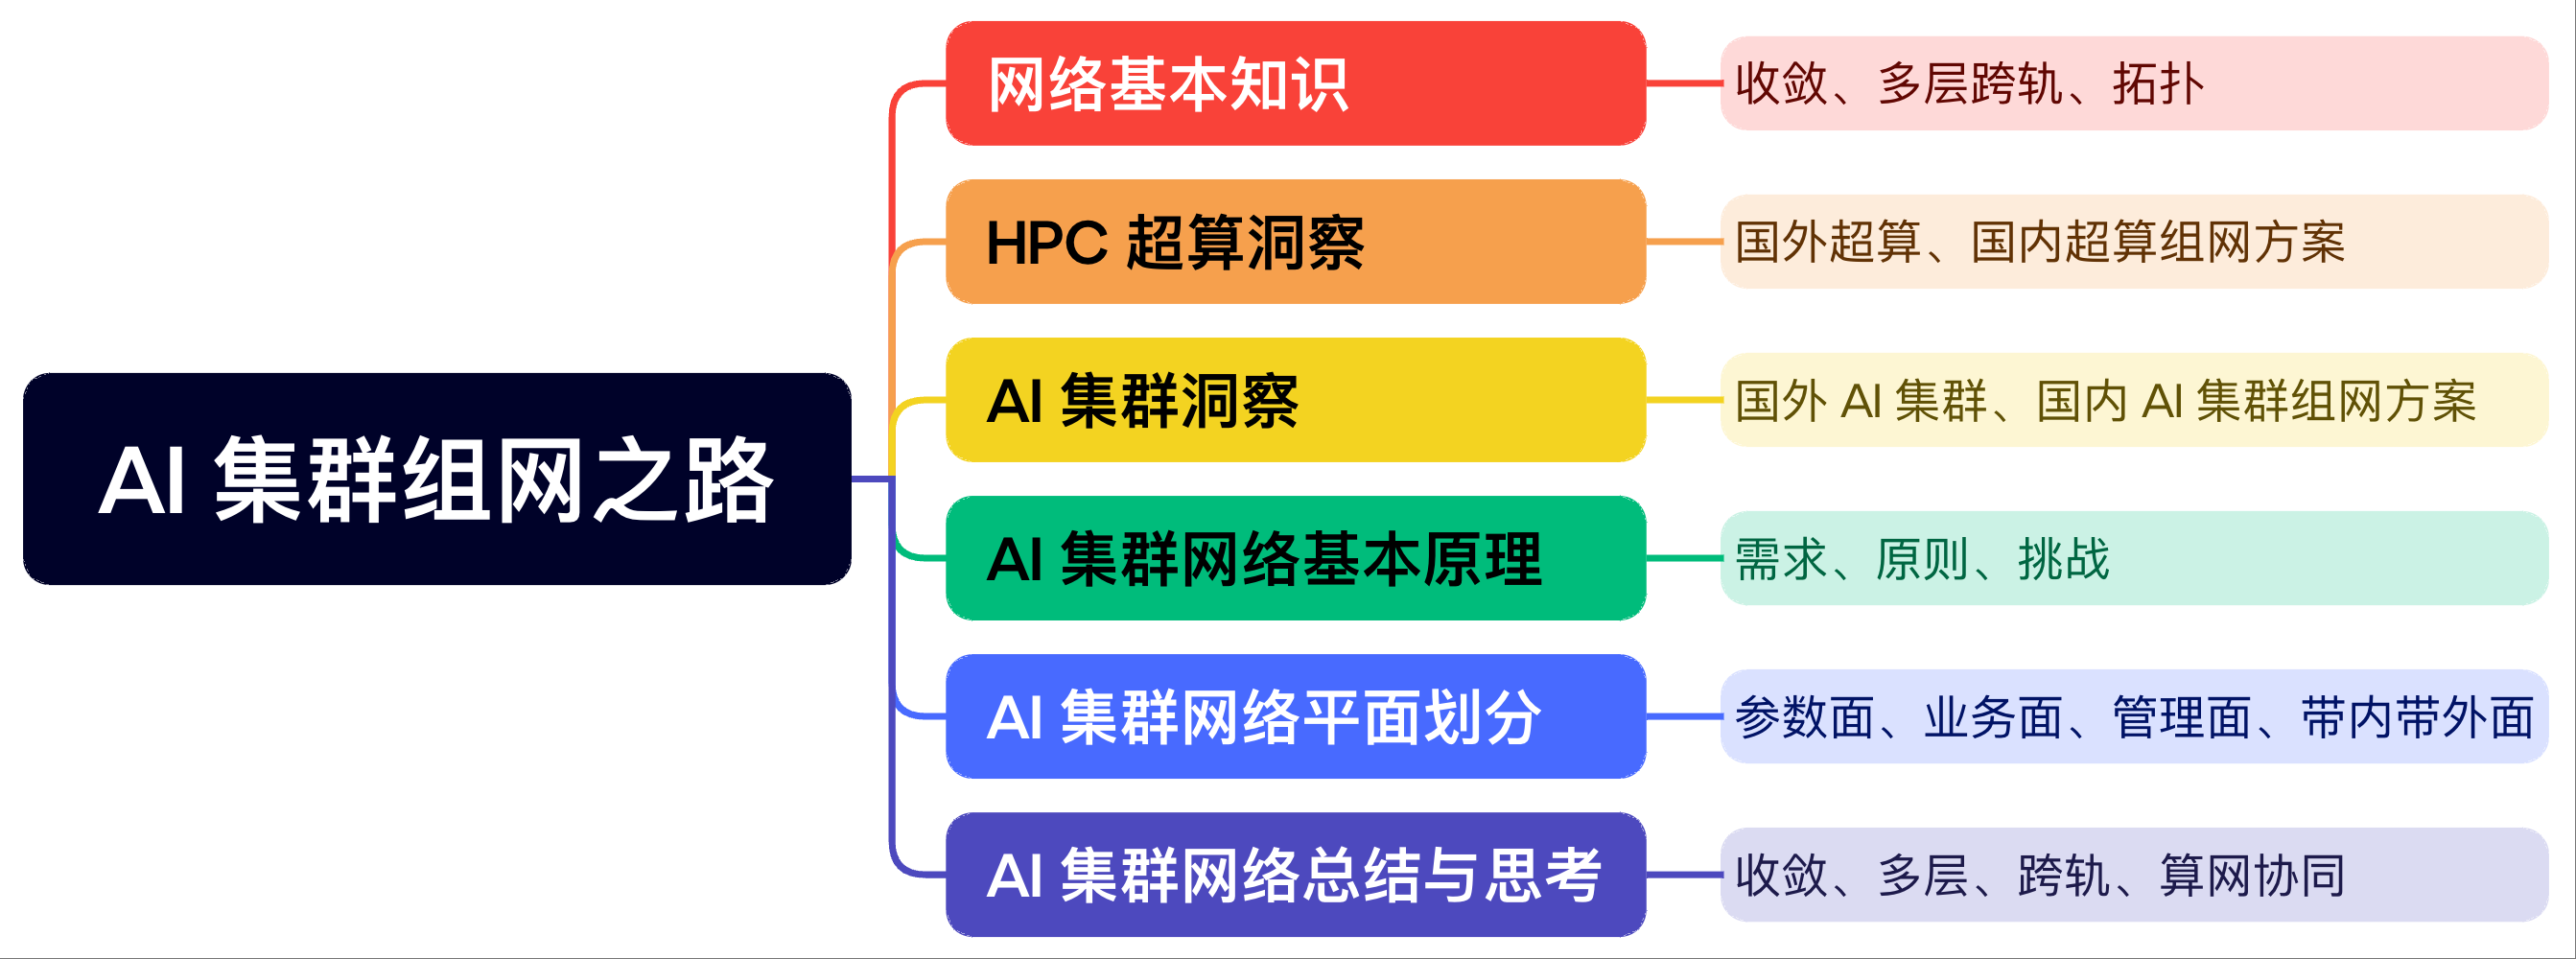 AI 集群组网之路
网络基本知识
收敛、多层跨轨、拓扑
HPC 超算洞察
国外超算、国内超算组网方案
AI 集群洞察
国外 AI 集群、国内 AI 集群组网方案
AI 集群网络基本原理
需求、原则、挑战
AI 集群网络平面划分
参数面、业务面、管理面、带内带外面
AI 集群网络总结与思考
收敛、多层、跨轨、算网协同